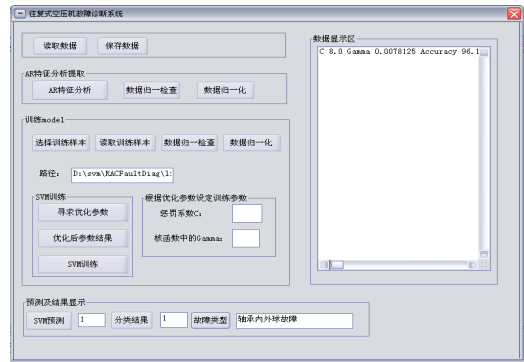 往复式空压机故障诊断系统
读取数据 保存数据
AR特征分析提取
AR特征分析 数据归一检查 数据归一化
训练model
选择训练样本 读取训练样本 数据归一检查 数据归一化
路径: D:\svm\RACFaultDiag\l:
SVM训练
寻求优化参数
优化后参数结果
SVM训练
根据优化参数设定训练参数
惩罚系数C:
核函数中的Gamma:
预测及结果显示
SVM预测 1 分类结果 1 故障类型 轴承内外球故障
数据显示区
C 8.0 Gamma 0.0078125 Accuracy 96.1